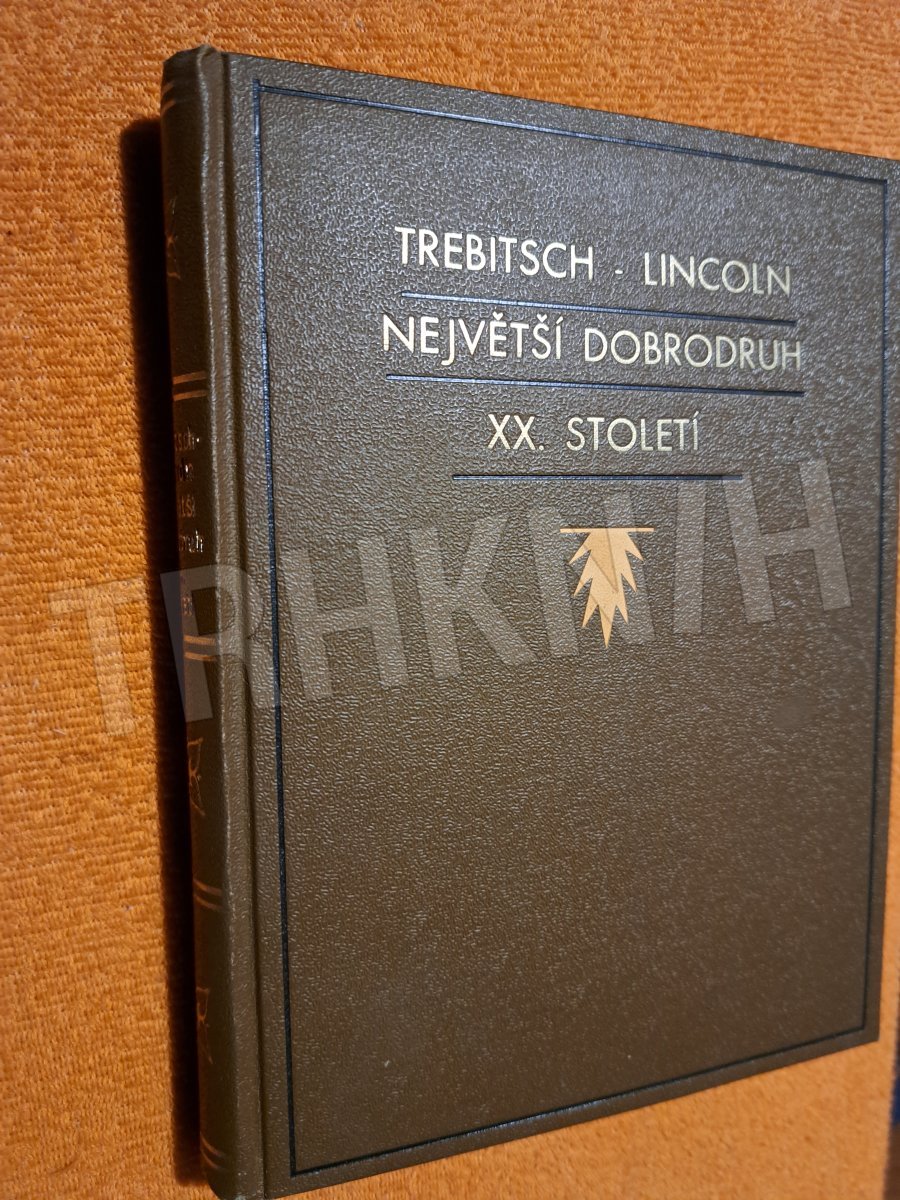 TREBITSCH - LINCOLN
NEJVĚTŠÍ DOBRODRUH
XX. STOLETÍ
TRHKNIH